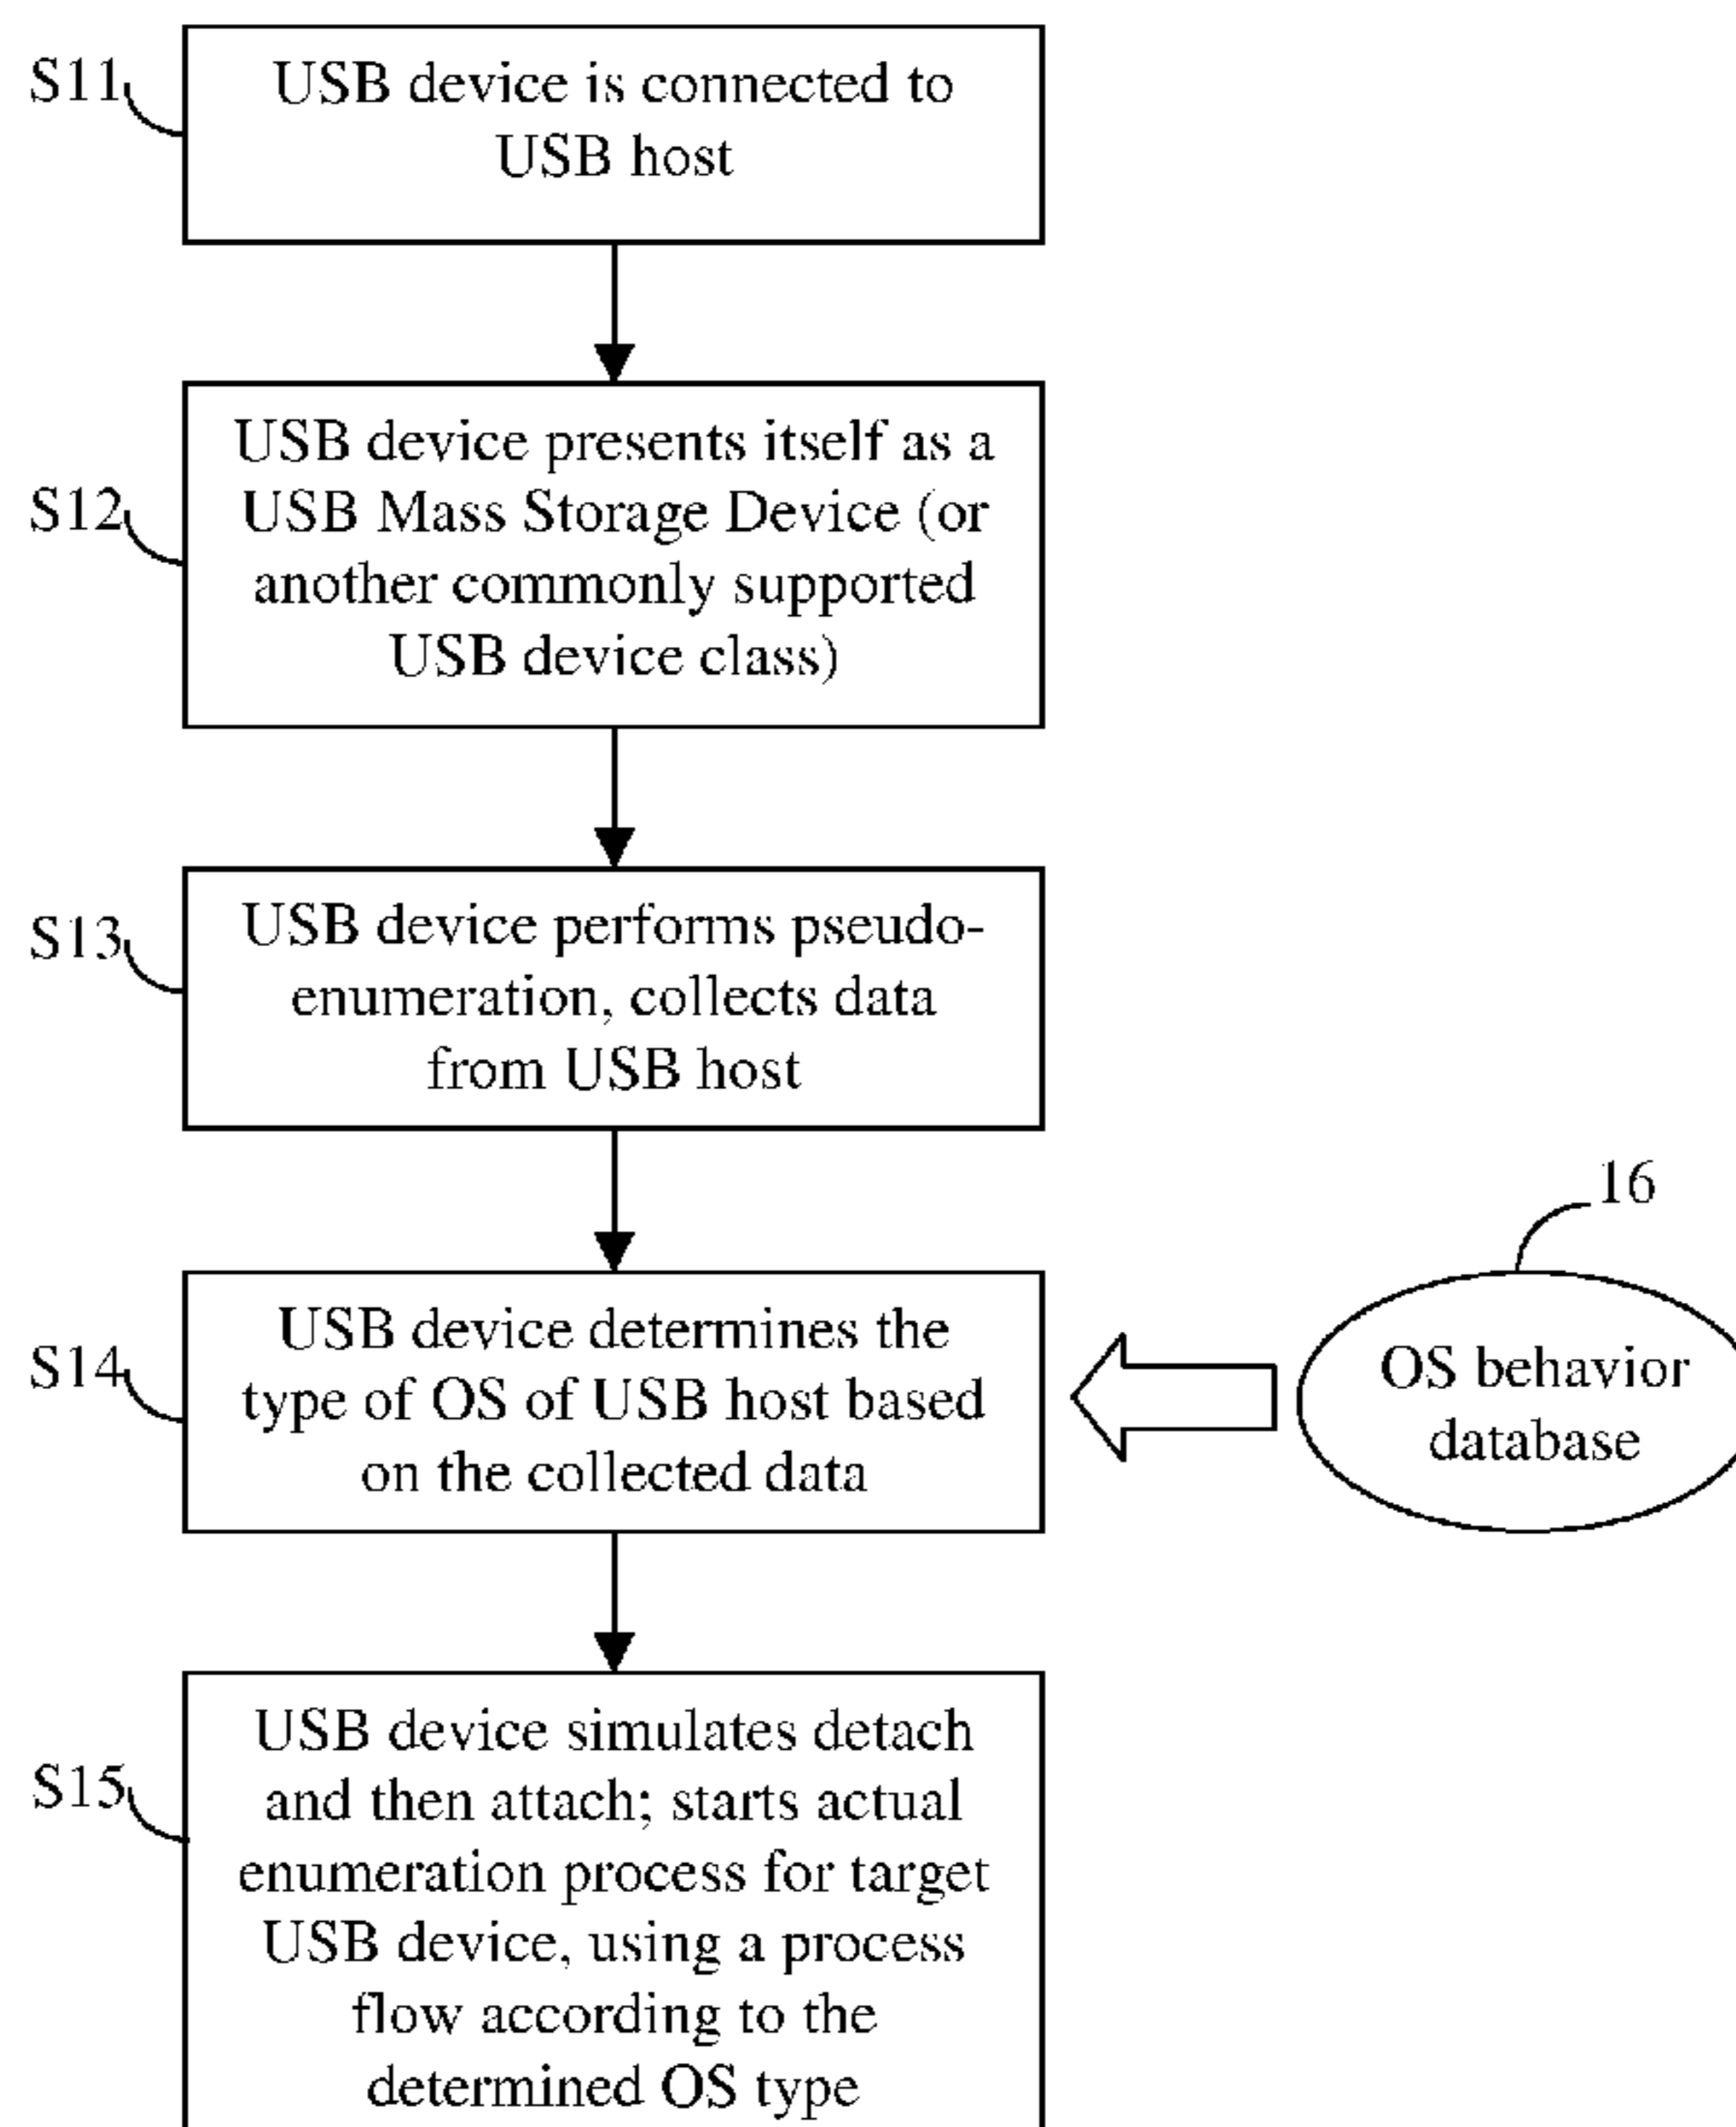 S11
USB device is connected to
USB host
S12
USB device presents itself as a
USB Mass Storage Device (or
another commonly supported
USB device class)
S13
USB device performs pseudo-
enumeration, collects data
from USB host
S14
USB device determines the
type of OS of USB host based
on the collected data
16
OS behavior
database
S15
USB device simulates detach
and then attach; starts actual
enumeration process for target
USB device, using a process
flow according to the
determined OS type